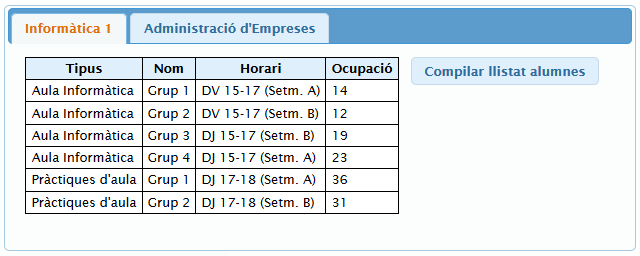 Informàtica 1 Administració d'Empreses
Tipus Nom Horari Ocupació
Compilar llistat alumnes
Aula Informàtica Grup 1 DV 15-17 (Setm. A) 14
Aula Informàtica Grup 2 DV 15-17 (Setm. B) 12
Aula Informàtica Grup 3 DJ 15-17 (Setm. B) 19
Aula Informàtica Grup 4 DJ 15-17 (Setm. A) 23
Pràctiques d'aula Grup 1 DJ 17-18 (Setm. A) 36
Pràctiques d'aula Grup 2 DJ 17-18 (Setm. B) 31